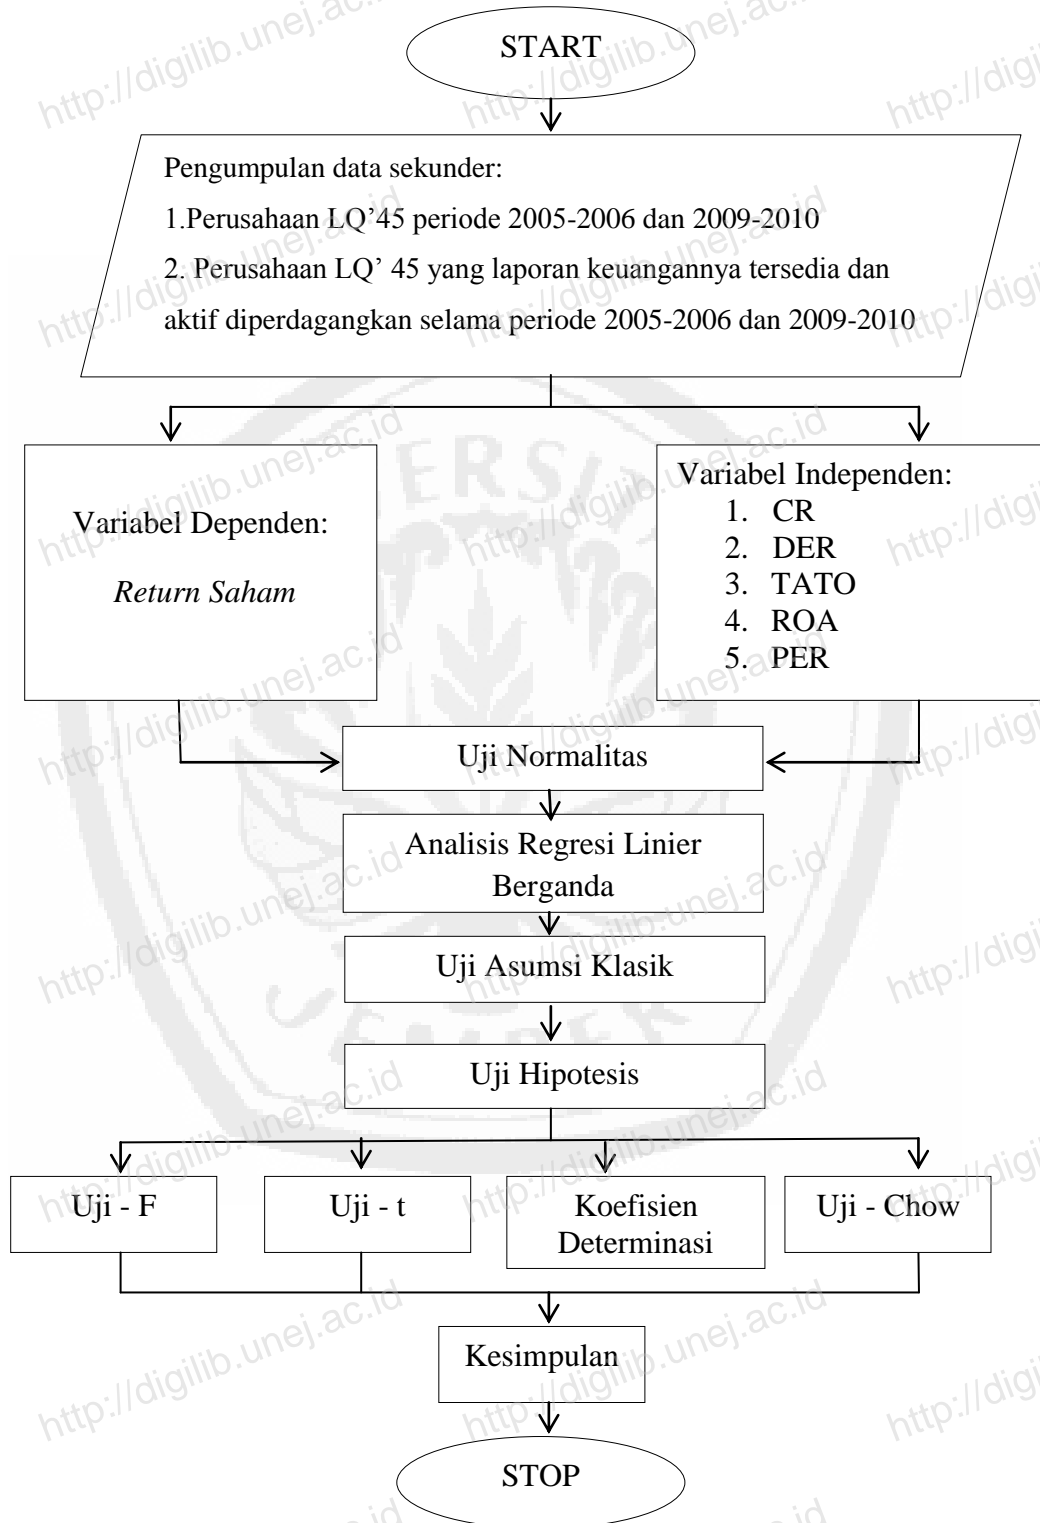 START
Pengumpulan data sekunder:
1.Perusahaan LQ’45 periode 2005-2006 dan 2009-2010
2. Perusahaan LQ’ 45 yang laporan keuangannya tersedia dan
aktif diperdagangkan selama periode 2005-2006 dan 2009-2010
Variabel Dependen:
Return Saham
Variabel Independen:
1. CR
2. DER
3. TATO
4. ROA
5. PER
Uji Normalitas
Analisis Regresi Linier
Berganda
Uji Asumsi Klasik
Uji Hipotesis
Uji - F
Uji - t
Koefisien
Determinasi
Uji - Chow
Kesimpulan
STOP
http://digilib.unej.ac.id
JEMBER